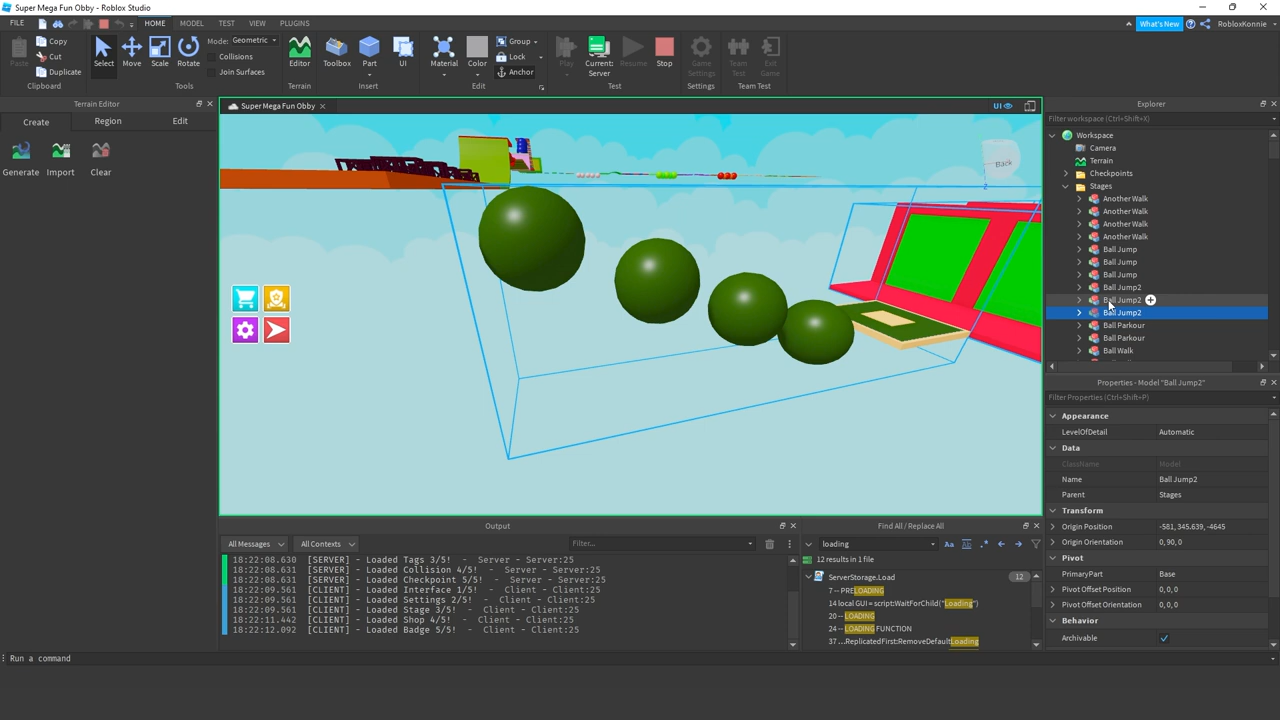 Super Mega Fun Obby - Roblox Studio
FILE HOME MODEL TEST VIEW PLUGINS What's New RobloxKonnie
Paste Copy Cut Duplicate Clipboard
Select Move Scale Rotate Mode: Geometric Collisions Join Surfaces Tools
Editor Terrain
Toolbox Part UI Insert
Material Color Group Lock Anchor Edit
Play Current: Server Resume Stop Test
Game Settings Settings
Team Test Exit Game Team Test
Terrain Editor
Create Region Edit
Generate Import Clear
Super Mega Fun Obby
UI
Back
Explorer
Filter workspace (Ctrl+Shift+X)
Workspace
Camera
Terrain
Checkpoints
Stages
Another Walk
Another Walk
Another Walk
Another Walk
Ball Jump
Ball Jump
Ball Jump
Ball Jump2
Ball Jump2
Ball Jump2
Ball Parkour
Ball Parkour
Ball Walk
Properties - Model "Ball Jump2"
Filter Properties (Ctrl+Shift+P)
Appearance
LevelOfDetail Automatic
Data
ClassName Model
Name Ball Jump2
Parent Stages
Transform
Origin Position -581, 345.639, -4645
Origin Orientation 0, 90, 0
Pivot
PrimaryPart Base
Pivot Offset Position 0, 0, 0
Pivot Offset Orientation 0, 0, 0
Behavior
Archivable
Output
All Messages All Contexts Filter...
18:22:08.630 [SERVER] - Loaded Tags 3/5! - Server - Server:25
18:22:08.631 [SERVER] - Loaded Collision 4/5! - Server - Server:25
18:22:08.631 [SERVER] - Loaded Checkpoint 5/5! - Server - Server:25
18:22:09.561 [CLIENT] - Loaded Interface 1/5! - Client - Client:25
18:22:09.561 [CLIENT] - Loaded Settings 2/5! - Client - Client:25
18:22:09.561 [CLIENT] - Loaded Stage 3/5! - Client - Client:25
18:22:11.442 [CLIENT] - Loaded Shop 4/5! - Client - Client:25
18:22:12.092 [CLIENT] - Loaded Badge 5/5! - Client - Client:25
Find All / Replace All
loading Aa Ab .*
12 results in 1 file
ServerStorage.Load 12
7 -- PRELOADING
14 local GUI = script:WaitForChild("Loading")
20 -- LOADING
24 -- LOADING FUNCTION
37 ...ReplicatedFirst:RemoveDefaultLoading
Run a command